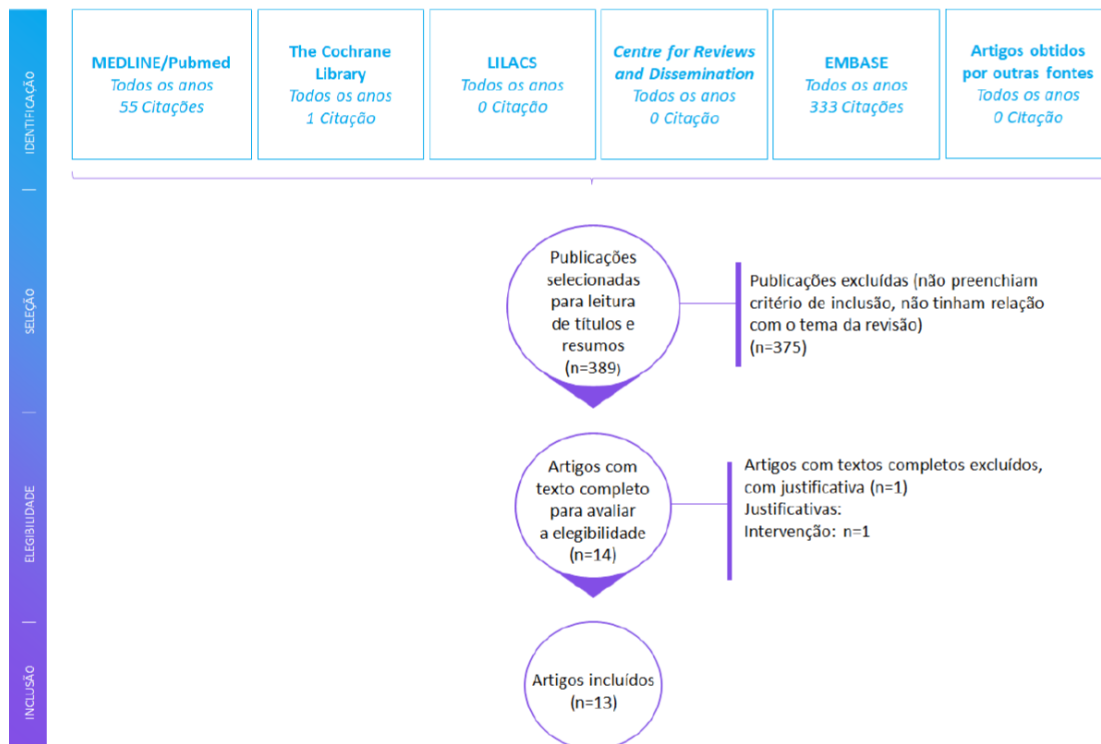 IDENTIFICAÇÃO
MEDLINE/Pubmed
Todos os anos
55 Citações
The Cochrane
Library
Todos os anos
1 Citação
LILACS
Todos os anos
0 Citação
Centre for Reviews
and Dissemination
Todos os anos
0 Citação
EMBASE
Todos os anos
333 Citações
Artigos obtidos
por outras fontes
Todos os anos
0 Citação
SELEÇÃO
Publicações
selecionadas
para leitura
de títulos e
resumos
(n=389)
Publicações excluídas (não preenchiam
critério de inclusão, não tinham relação
com o tema da revisão)
(n=375)
ELEGIBILIDADE
Artigos com
texto completo
para avaliar
a elegibilidade
(n=14)
Artigos com textos completos excluídos,
com justificativa (n=1)
Justificativas:
Intervenção: n=1
INCLUSÃO
Artigos incluídos
(n=13)